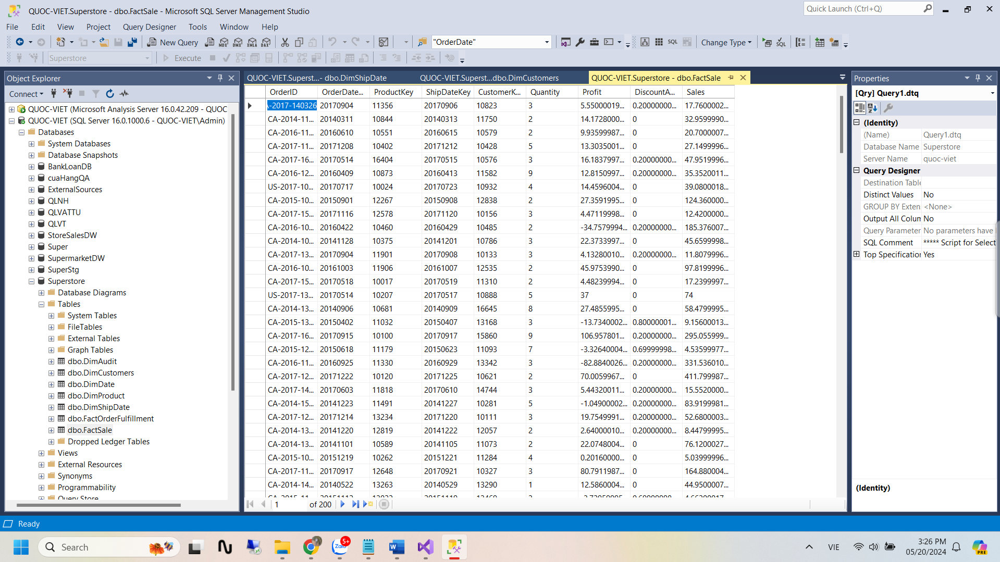 QUOC-VIET.Superstore - dbo.FactSale - Microsoft SQL Server Management Studio
Quick Launch (Ctrl+Q)
File Edit View Project Query Designer Tools Window Help
New Query MDX DMX XMLA DAX "OrderDate" SQL Change Type SQL
Superstore Execute
Object Explorer
Connect
QUOC-VIET (Microsoft Analysis Server 16.0.42.209 - QUOC
QUOC-VIET (SQL Server 16.0.1000.6 - QUOC-VIET\Admin)
Databases
System Databases
Database Snapshots
BankLoanDB
cuaHangQA
ExternalSources
QLNH
QLVATTU
QLVT
StoreSalesDW
Super
SupermarketDW
SuperStg
Superstore
Database Diagrams
Tables
System Tables
FileTables
External Tables
Graph Tables
dbo.DimAudit
dbo.DimCustomers
dbo.DimDate
dbo.DimProduct
dbo.DimShipDate
dbo.FactOrderFulfillment
dbo.FactSale
Dropped Ledger Tables
Views
External Resources
Synonyms
Programmability
Query Store
QUOC-VIET.Superst...- dbo.DimShipDate QUOC-VIET.Superst...dbo.DimCustomers QUOC-VIET.Superstore - dbo.FactSale
OrderID OrderDate... ProductKey ShipDateKey CustomerK... Quantity Profit DiscountA... Sales
-2017-140326 20170904 11356 20170906 10823 3 5.55000019... 0.20000000... 17.7600002...
CA-2014-11... 20140311 10844 20140313 11750 2 14.1728000... 0 32.9599990...
CA-2016-11... 20160610 10551 20160615 10579 2 9.93599987... 0 20.7000007...
CA-2017-11... 20171208 10402 20171212 10428 5 13.3035001... 0 27.1499996...
CA-2017-16... 20170514 16404 20170515 10576 3 16.1837997... 0.20000000... 47.9519996...
CA-2016-12... 20160409 10873 20160413 11582 9 12.8150997... 0.20000000... 35.3520011...
US-2017-10... 20170717 10024 20170723 10932 4 14.4596004... 0 39.0800018...
CA-2015-10... 20150901 12267 20150908 12838 2 27.3591995... 0 124.360000...
CA-2017-15... 20171116 12578 20171120 10156 3 4.47119998... 0 12.4200000...
CA-2016-10... 20160422 10460 20160429 10485 2 -34.7579994... 0.20000000... 185.376007...
CA-2014-10... 20141128 10375 20141201 10786 3 22.3733997... 0 45.6599998...
CA-2017-13... 20170904 11901 20170908 10133 3 4.13280010... 0.20000000... 11.8079996...
CA-2016-10... 20161003 11906 20161007 12535 2 45.9753990... 0 97.8199996...
CA-2017-15... 20170518 10017 20170519 11310 2 4.48239994... 0 17.2399997...
US-2017-13... 20170514 10207 20170517 10888 5 37 0 74
CA-2014-13... 20140906 10681 20140909 16645 8 27.4855995... 0 58.4799995...
CA-2015-13... 20150402 11032 20150407 13168 3 -13.7340002... 0.80000001... 9.15600013...
CA-2017-16... 20170915 10100 20170917 15860 9 106.957801... 0.20000000... 295.055999...
CA-2015-12... 20150618 11179 20150623 11093 7 -3.32640004... 0.69999998... 4.53599977...
CA-2016-11... 20160925 11330 20160929 13342 3 -82.8840026... 0.20000000... 331.536010...
CA-2017-12... 20171222 10120 20171225 10621 2 70.0059967... 0 411.799987...
CA-2017-14... 20170603 11818 20170610 14744 3 5.44320011... 0.20000000... 15.5520000...
CA-2014-15... 20141223 11491 20141227 10281 5 -1.04900002... 0.20000000... 83.9199981...
CA-2017-12... 20171214 13234 20171220 10111 3 19.7549991... 0.20000000... 52.6800003...
CA-2014-13... 20141220 12819 20141222 12057 2 2.64000010... 0.20000000... 8.44799995...
CA-2014-13... 20141101 10589 20141105 11073 2 22.0748004... 0 76.1200027...
CA-2015-10... 20151219 10262 20151221 11284 4 0.20160000... 0 5.03999996...
CA-2017-11... 20170917 12648 20170921 10327 3 80.7911987... 0 164.880004...
CA-2014-14... 20140522 13263 20140529 13290 1 12.5860004... 0 44.9500007...
1 of 200
Properties
[Qry] Query1.dtq
(Identity)
(Name) Query1.dtq
Database Name Superstore
Server Name quoc-viet
Query Designer
Destination Table
Distinct Values No
GROUP BY Exten <None>
Output All Colum No
Query Parameter No parameters have
SQL Comment ***** Script for Select
Top Specification Yes
(Identity)
Ready
Search
Zalo
5+
VIE
3:26 PM
05/20/2024
PRE